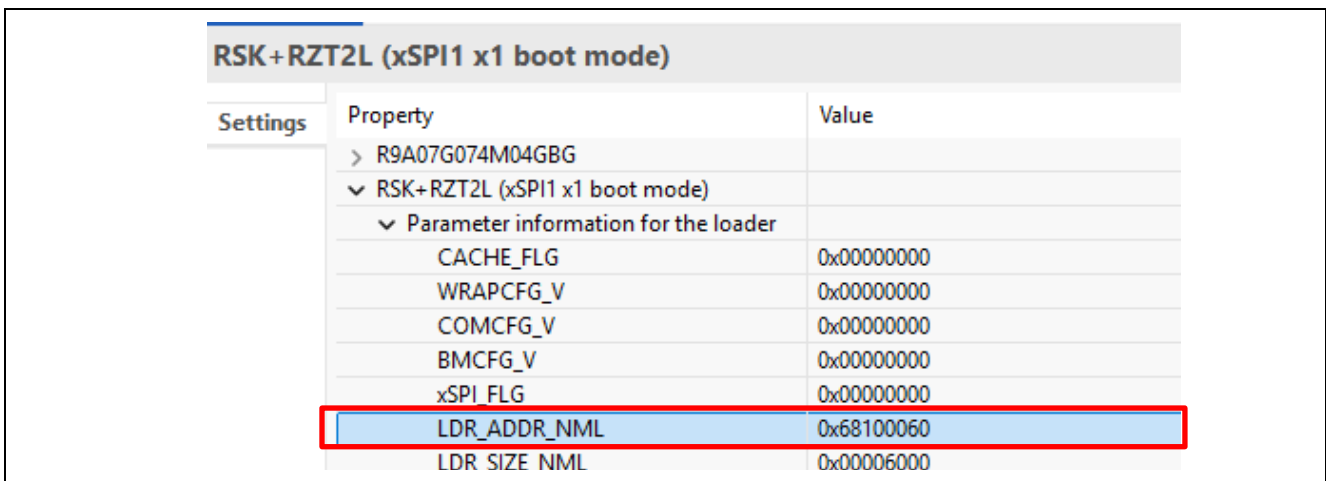 RSK+RZT2L (xSPI1 x1 boot mode)
Settings
Property Value
R9A07G074M04GBG
RSK+RZT2L (xSPI1 x1 boot mode)
Parameter information for the loader
CACHE_FLG 0x00000000
WRAPCFG_V 0x00000000
COMCFG_V 0x00000000
BMCFG_V 0x00000000
xSPI_FLG 0x00000000
LDR_ADDR_NML 0x68100060
LDR_SIZE_NML 0x00006000